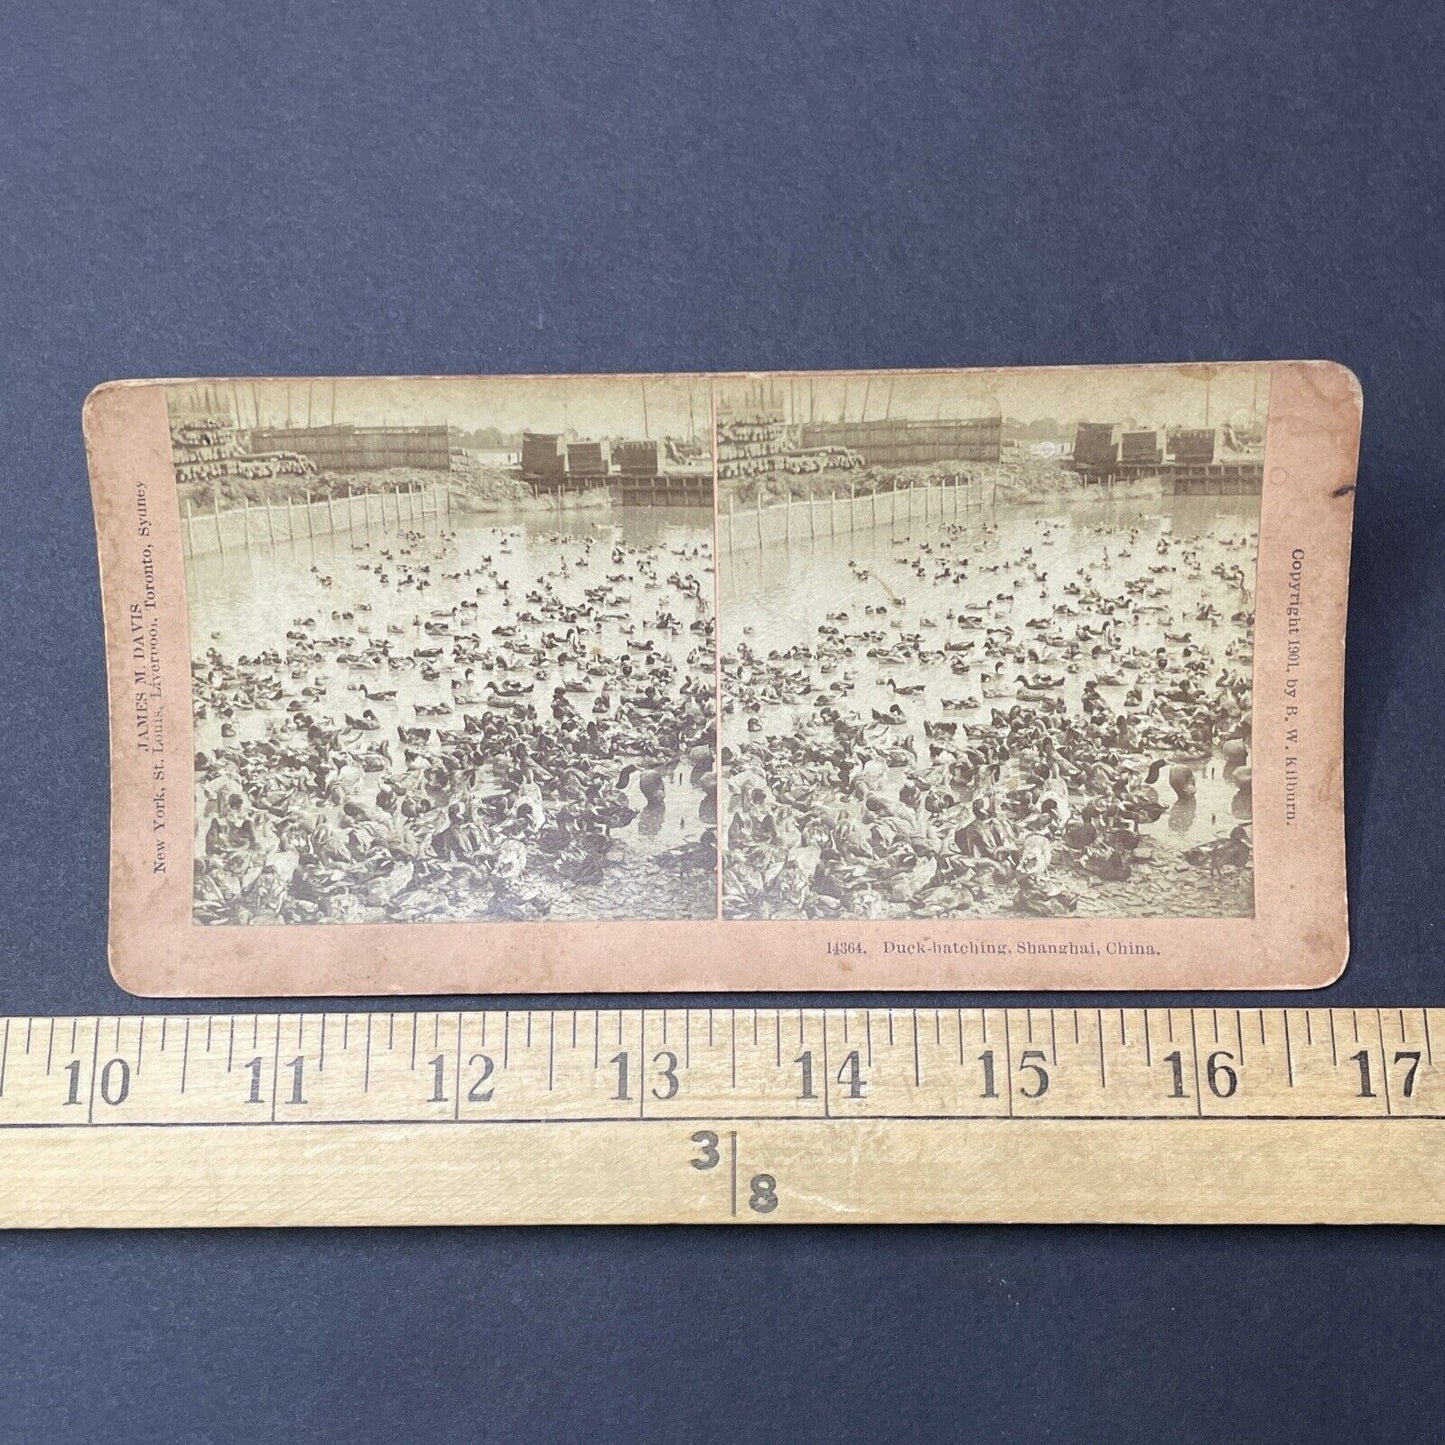 JAMES M. DAVIS
New York, St. Louis, Liverpool, Toronto, Sydney
Copyright 1901, by B. W. Kilburn.
14364. Duck-hatching, Shanghai, China.
10 11 12 13 14 15 16 17
3
8